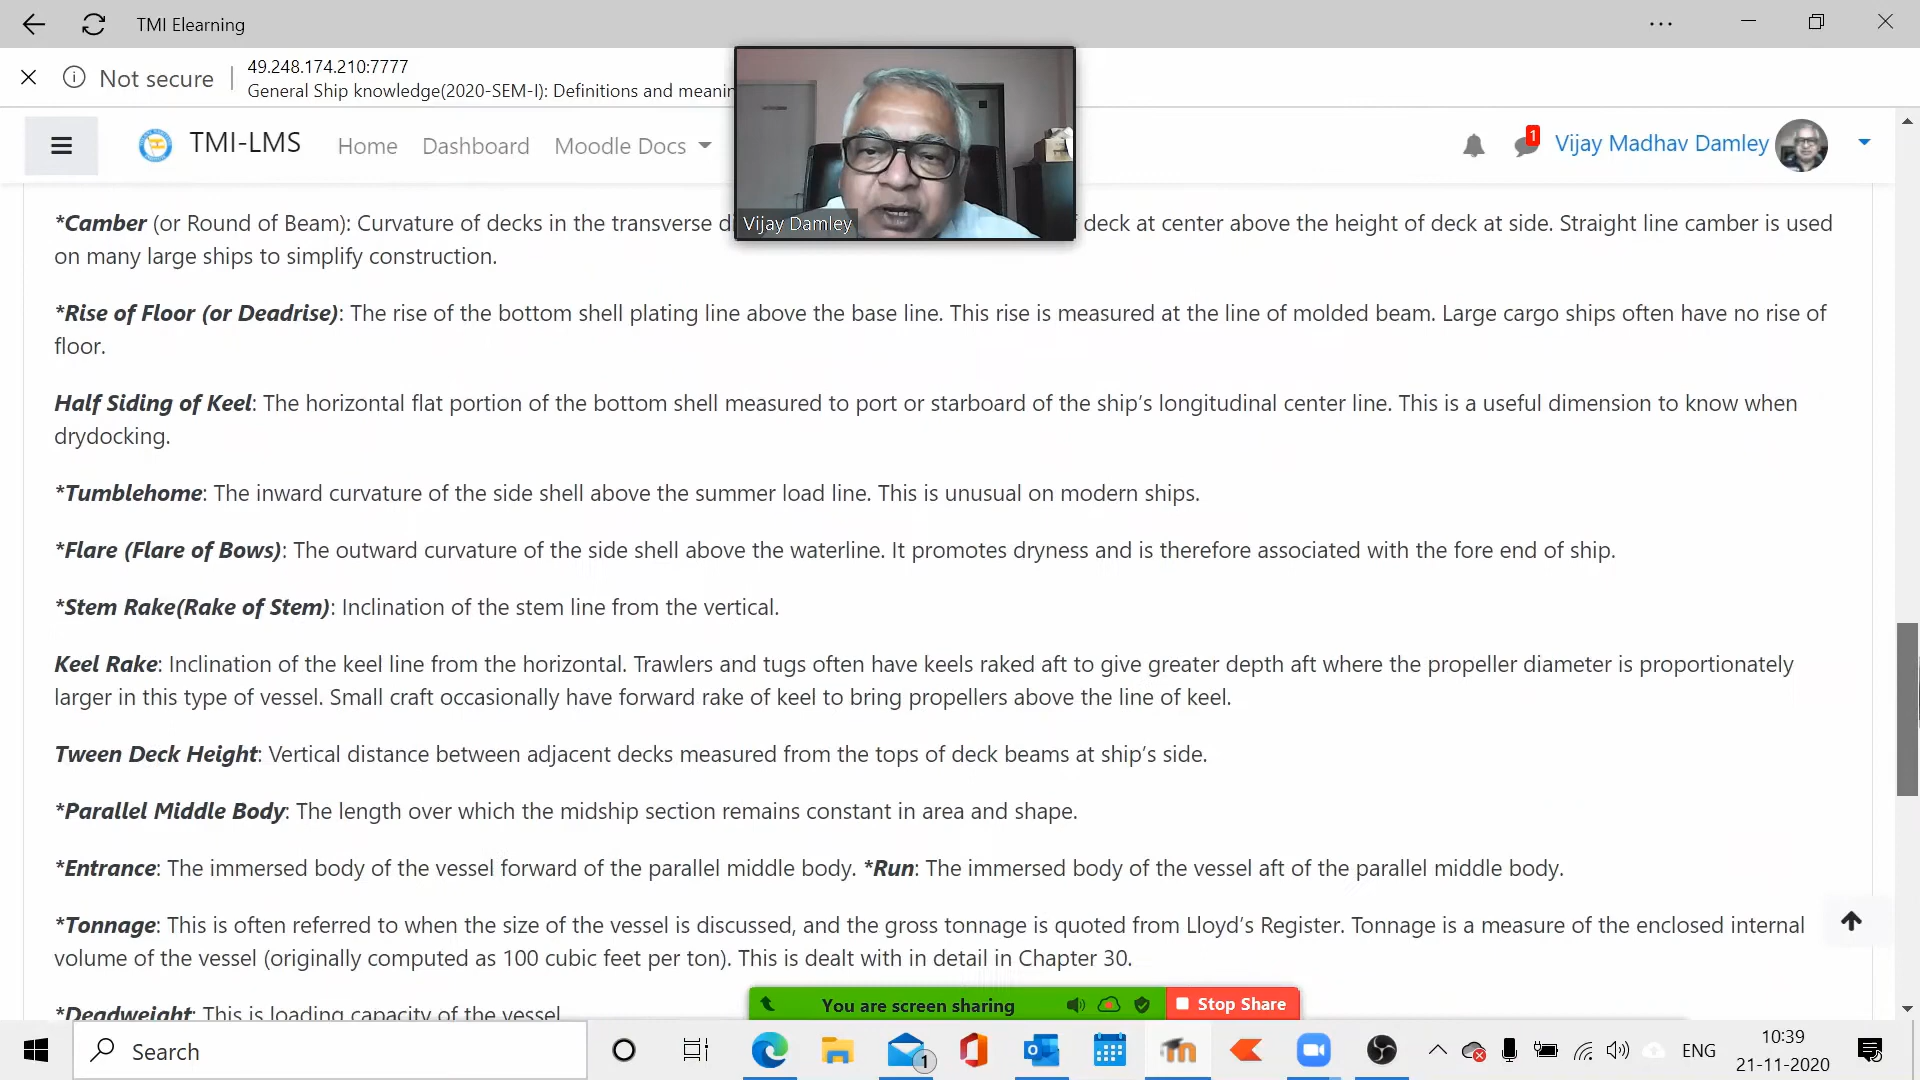 TMI Elearning
Not secure
49.248.174.210:7777
General Ship knowledge(2020-SEM-I): Definitions and meanin
TMI-LMS
Home
Dashboard
Moodle Docs
1
Vijay Madhav Damley
Vijay Damley
*Camber (or Round of Beam): Curvature of decks in the transverse deck at center above the height of deck at side. Straight line camber is used
on many large ships to simplify construction.
*Rise of Floor (or Deadrise): The rise of the bottom shell plating line above the base line. This rise is measured at the line of molded beam. Large cargo ships often have no rise of
floor.
Half Siding of Keel: The horizontal flat portion of the bottom shell measured to port or starboard of the ship’s longitudinal center line. This is a useful dimension to know when
drydocking.
*Tumblehome: The inward curvature of the side shell above the summer load line. This is unusual on modern ships.
*Flare (Flare of Bows): The outward curvature of the side shell above the waterline. It promotes dryness and is therefore associated with the fore end of ship.
*Stem Rake(Rake of Stem): Inclination of the stem line from the vertical.
Keel Rake: Inclination of the keel line from the horizontal. Trawlers and tugs often have keels raked aft to give greater depth aft where the propeller diameter is proportionately
larger in this type of vessel. Small craft occasionally have forward rake of keel to bring propellers above the line of keel.
Tween Deck Height: Vertical distance between adjacent decks measured from the tops of deck beams at ship’s side.
*Parallel Middle Body: The length over which the midship section remains constant in area and shape.
*Entrance: The immersed body of the vessel forward of the parallel middle body. *Run: The immersed body of the vessel aft of the parallel middle body.
*Tonnage: This is often referred to when the size of the vessel is discussed, and the gross tonnage is quoted from Lloyd’s Register. Tonnage is a measure of the enclosed internal
volume of the vessel (originally computed as 100 cubic feet per ton). This is dealt with in detail in Chapter 30.
*Deadweight: This is loading capacity of the vessel
You are screen sharing
Stop Share
Search
1
ENG
10:39
21-11-2020